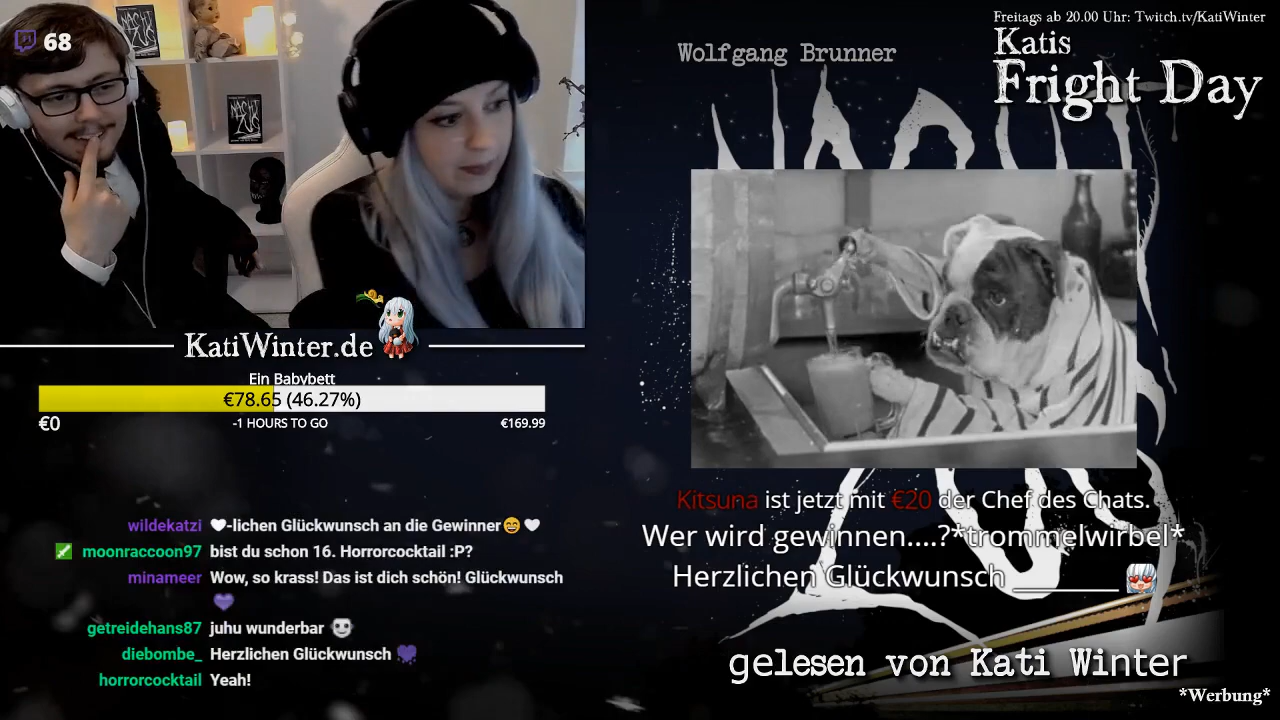 68
NACHT
ZUG
NACHT
ZUG
Freitags ab 20.00 Uhr: Twitch.tv/KatiWinter
Katis
Fright Day
Wolfgang Brunner
KatiWinter.de
Ein Babybett
€78.65 (46.27%)
€0
-1 HOURS TO GO
€169.99
Kitsuna ist jetzt mit €20 der Chef des Chats.
Wer wird gewinnen....?*trommelwirbel*
Herzlichen Glückwunsch ________
wildekatzi 🤍-lichen Glückwunsch an die Gewinner😄 🤍
moonraccoon97 bist du schon 16. Horrorcocktail :P?
minameer Wow, so krass! Das ist dich schön! Glückwunsch
💜
getreidehans87 juhu wunderbar
diebombe_ Herzlichen Glückwunsch
horrorcocktail Yeah!
gelesen von Kati Winter
*Werbung*